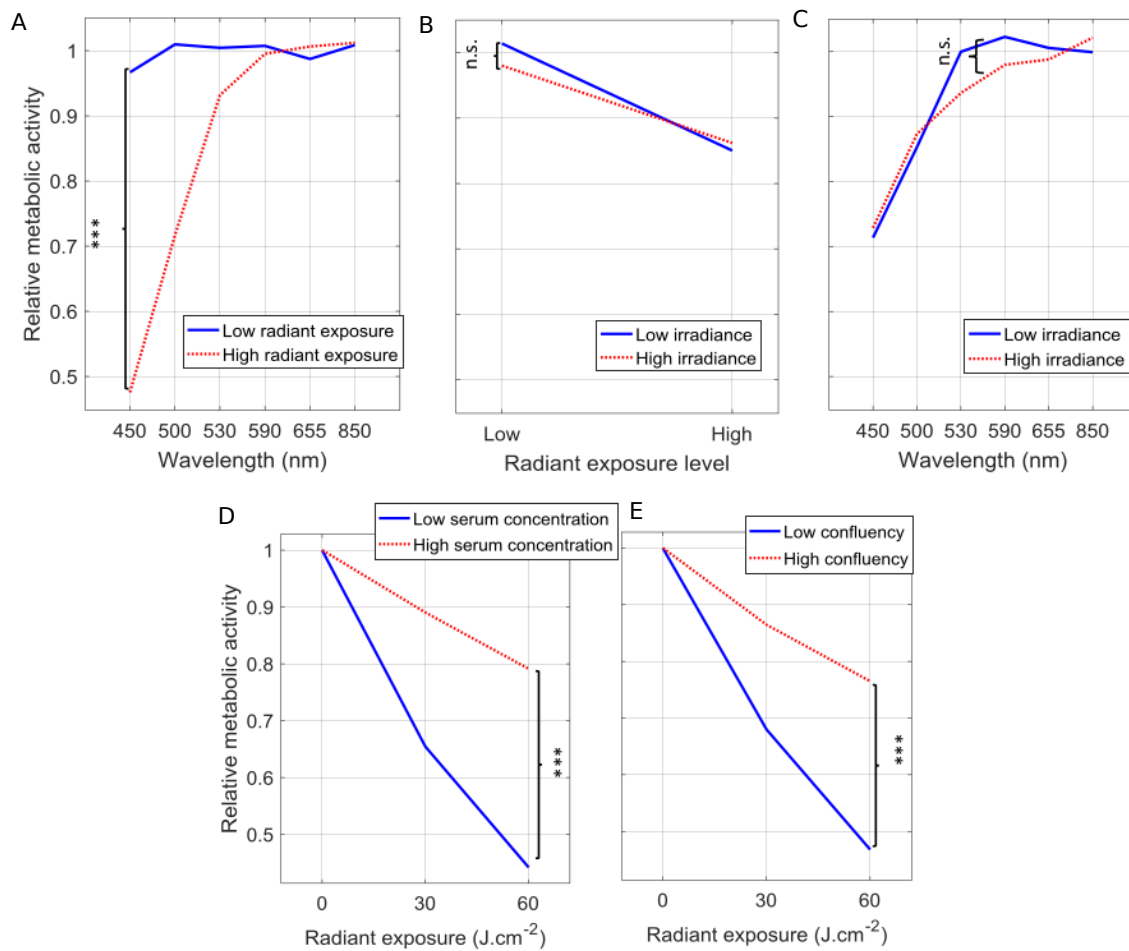 A
Relative metabolic activity
1
0.9
0.8
0.7
0.6
0.5
***
Low radiant exposure
High radiant exposure
450 500 530 590 655 850
Wavelength (nm)
B
n.s.
Low irradiance
High irradiance
Low High
Radiant exposure level
C
n.s.
Low irradiance
High irradiance
450 500 530 590 655 850
Wavelength (nm)
D
Low serum concentration
High serum concentration
Relative metabolic activity
1
0.9
0.8
0.7
0.6
0.5
***
0 30 60
Radiant exposure (J.cm⁻²)
E
Low confluency
High confluency
***
0 30 60
Radiant exposure (J.cm⁻²)